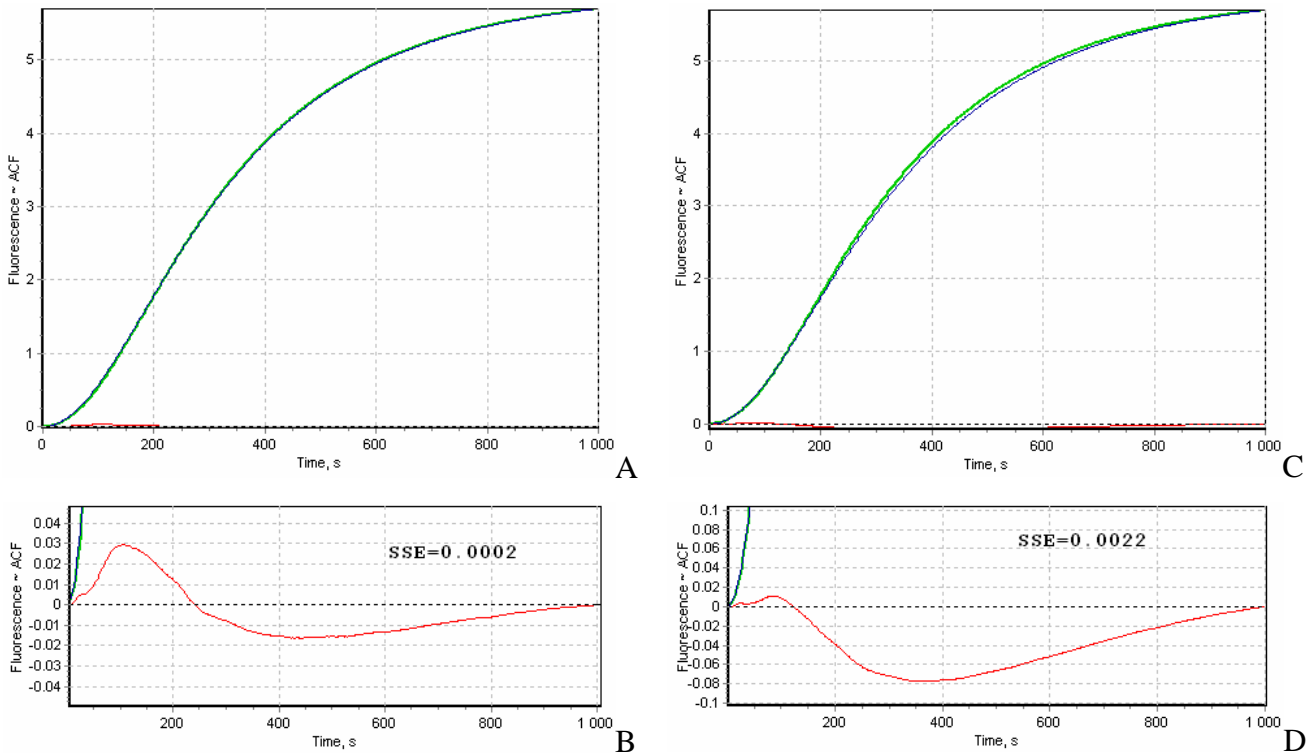 Fluorescence ~ ACF
5
4
3
2
1
0
0 200 400 600 800 1 000
Time, s
A
Fluorescence ~ ACF
5
4
3
2
1
0
0 200 400 600 800 1 000
Time, s
C
Fluorescence ~ ACF
0.04
0.03
0.02
0.01
0
-0.01
-0.02
-0.03
-0.04
SSE=0.0002
200 400 600 800 1 000
Time, s
B
Fluorescence ~ ACF
0.1
0.08
0.06
0.04
0.02
0
-0.02
-0.04
-0.06
-0.08
-0.1
SSE=0.0022
200 400 600 800 1 000
Time, s
D